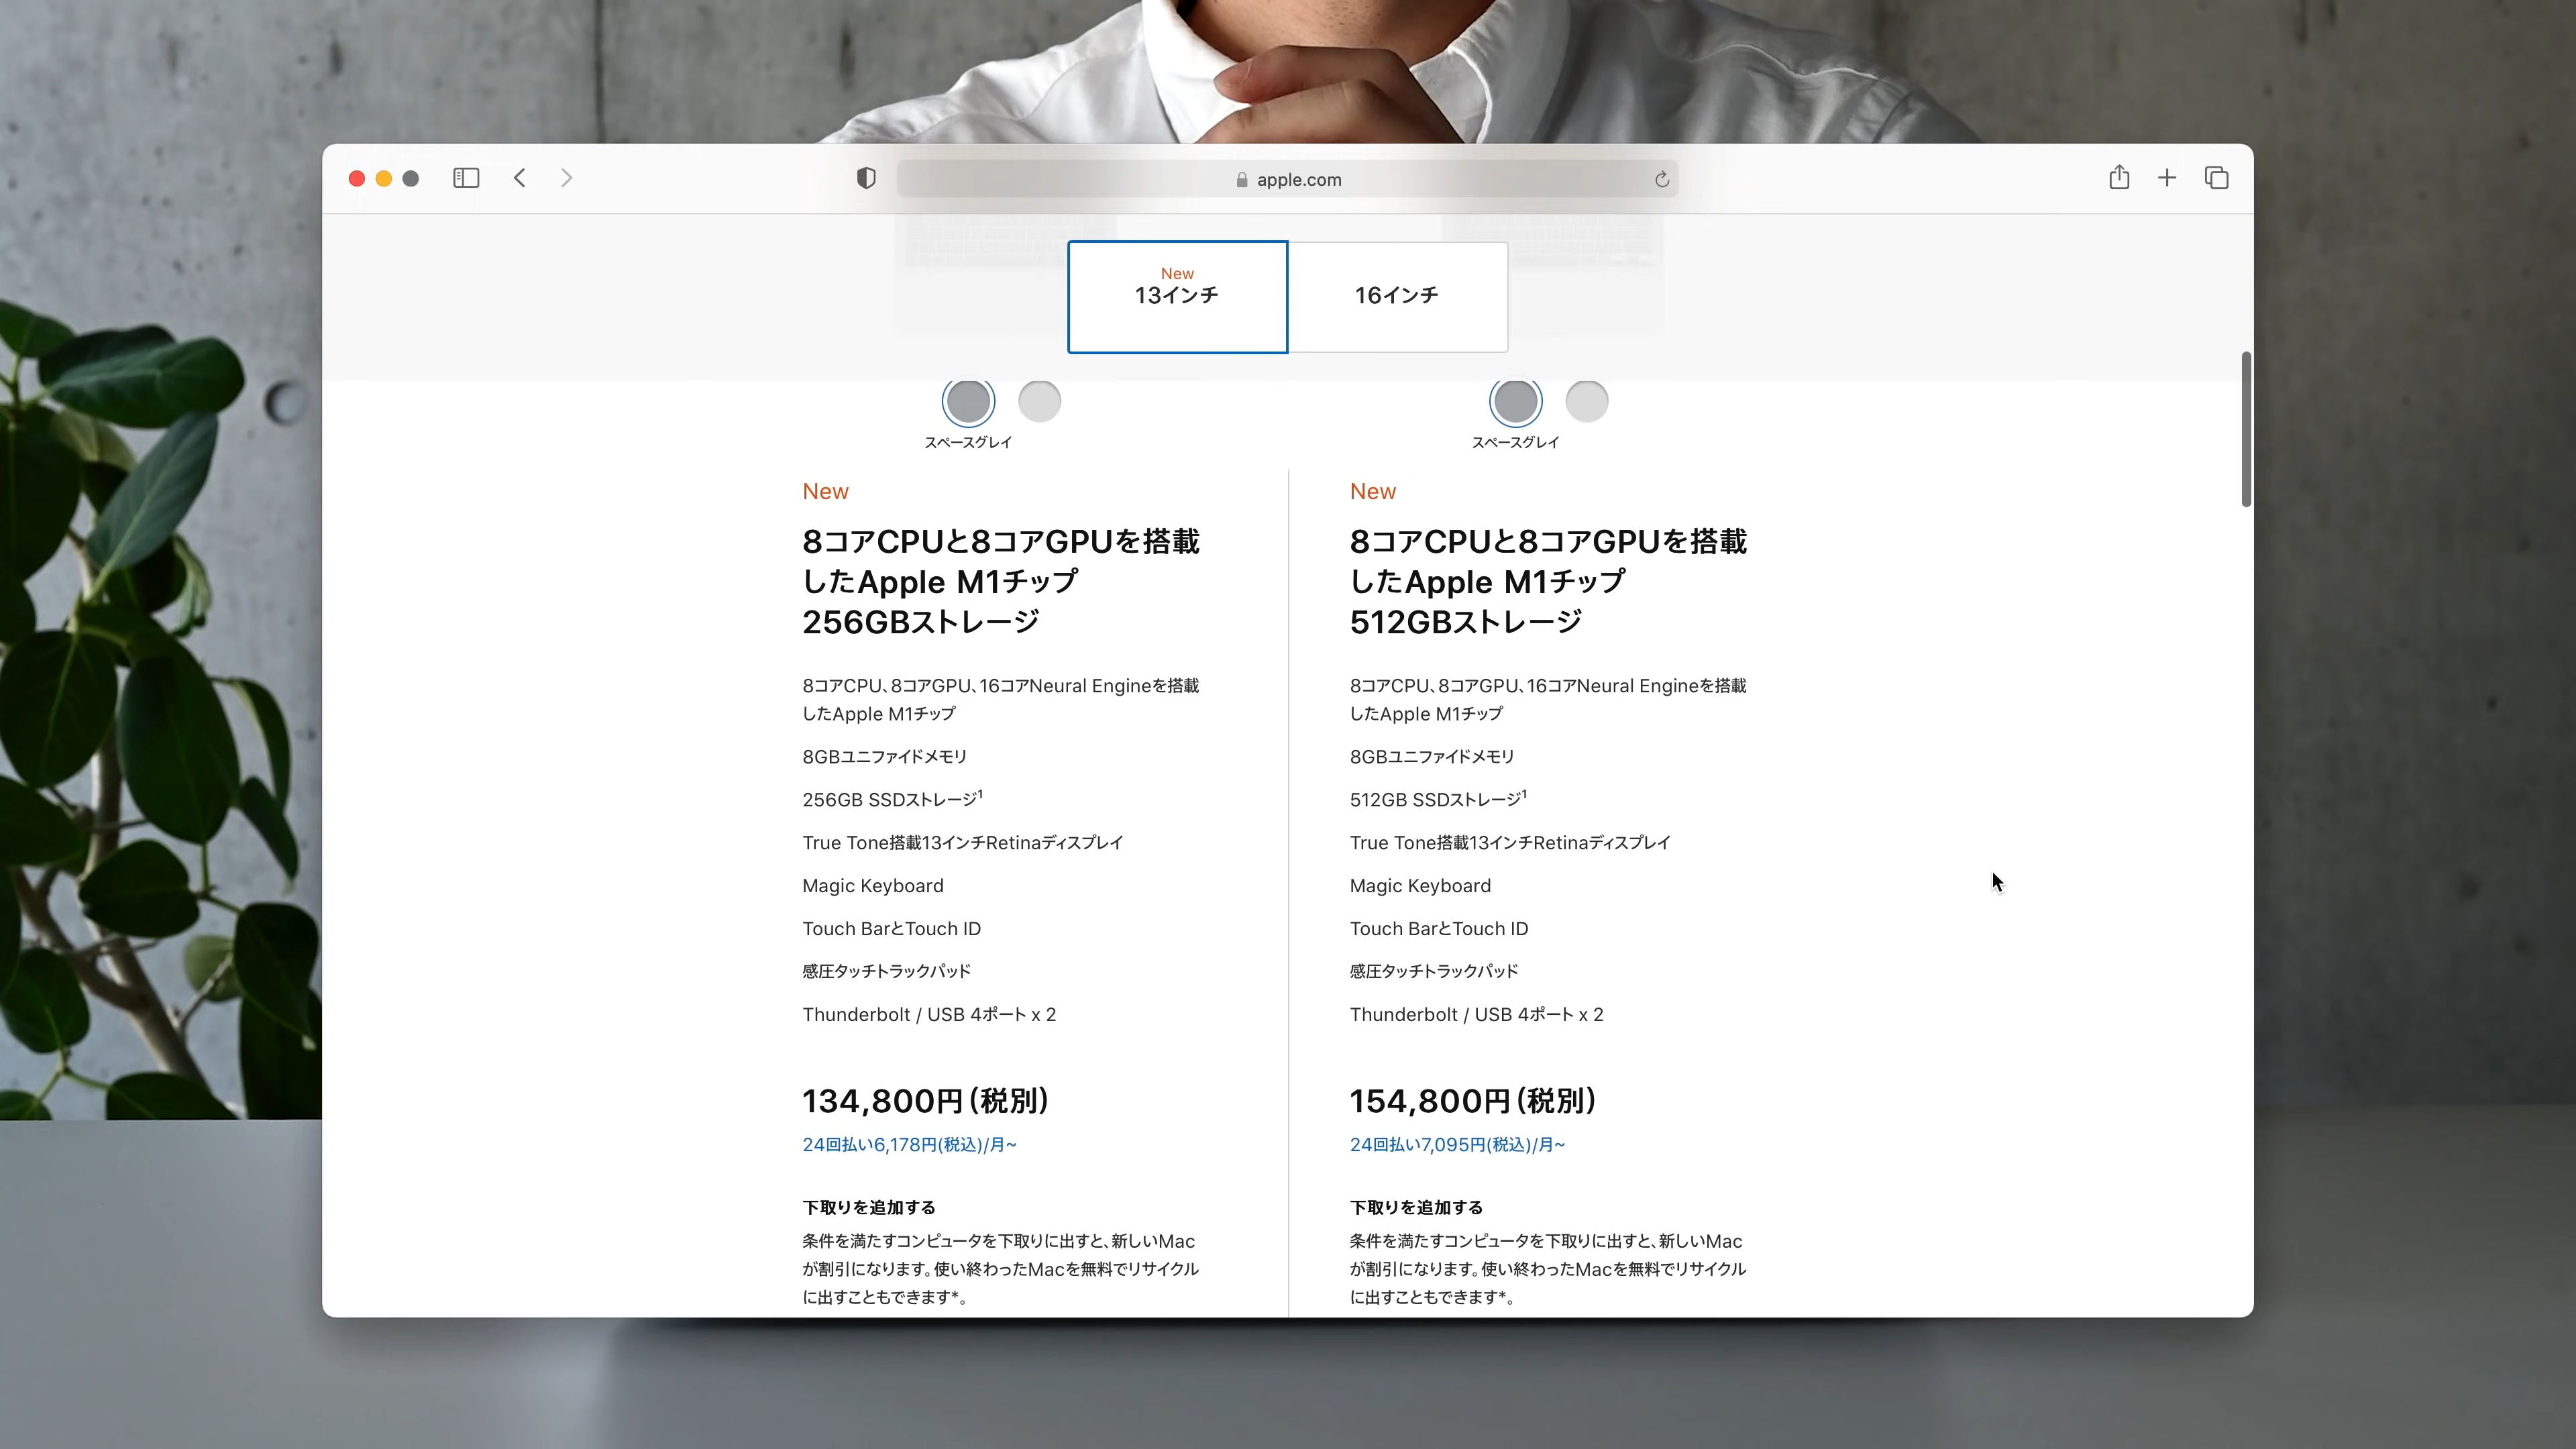 apple.com
New
13インチ
16インチ
スペースグレイ
New
8コアCPUと8コアGPUを搭載
したApple M1チップ
256GBストレージ
8コアCPU、8コアGPU、16コアNeural Engineを搭載
したApple M1チップ
8GBユニファイドメモリ
256GB SSDストレージ¹
True Tone搭載13インチRetinaディスプレイ
Magic Keyboard
Touch BarとTouch ID
感圧タッチトラックパッド
Thunderbolt / USB 4ポート x 2
134,800円(税別)
24回払い6,178円(税込)/月~
下取りを追加する
条件を満たすコンピュータを下取りに出すと、新しいMac
が割引になります。使い終わったMacを無料でリサイクル
に出すこともできます*。
スペースグレイ
New
8コアCPUと8コアGPUを搭載
したApple M1チップ
512GBストレージ
8コアCPU、8コアGPU、16コアNeural Engineを搭載
したApple M1チップ
8GBユニファイドメモリ
512GB SSDストレージ¹
True Tone搭載13インチRetinaディスプレイ
Magic Keyboard
Touch BarとTouch ID
感圧タッチトラックパッド
Thunderbolt / USB 4ポート x 2
154,800円(税別)
24回払い7,095円(税込)/月~
下取りを追加する
条件を満たすコンピュータを下取りに出すと、新しいMac
が割引になります。使い終わったMacを無料でリサイクル
に出すこともできます*。